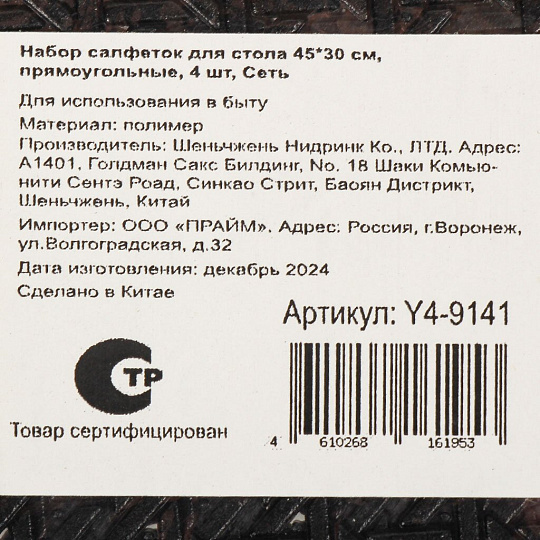 Набор салфеток для стола 45*30 см,
прямоугольные, 4 шт, Сеть
Для использования в быту
Материал: полимер
Производитель: Шеньчжень Нидринк Ко., ЛТД. Адрес:
А1401, Голдман Сакс Билдинг, No. 18 Шаки Комью-
нити Сентэ Роад, Синкао Стрит, Баоян Дистрикт,
Шеньчжень, Китай
Импортер: ООО «ПРАЙМ». Адрес: Россия, г.Воронеж,
ул.Волгоградская, д.32
Дата изготовления: декабрь 2024
Сделано в Китае
Артикул: Y4-9141
СТР
Товар сертифицирован
4 610268 161953